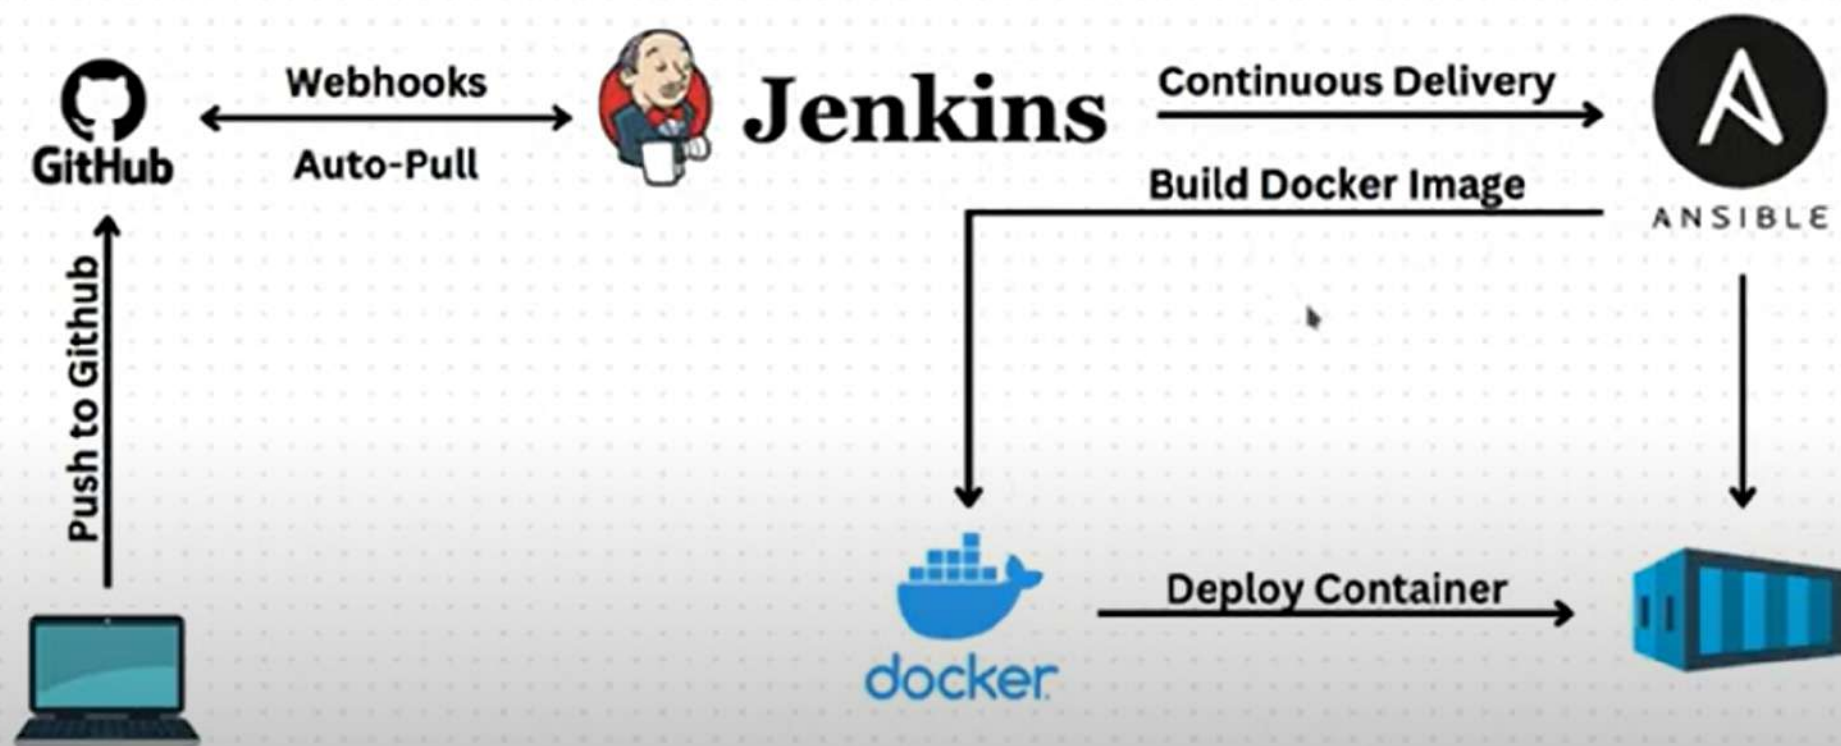 GitHub
Webhooks
Auto-Pull
Jenkins
Continuous Delivery
Build Docker Image
ANSIBLE
Push to Github
docker
Deploy Container